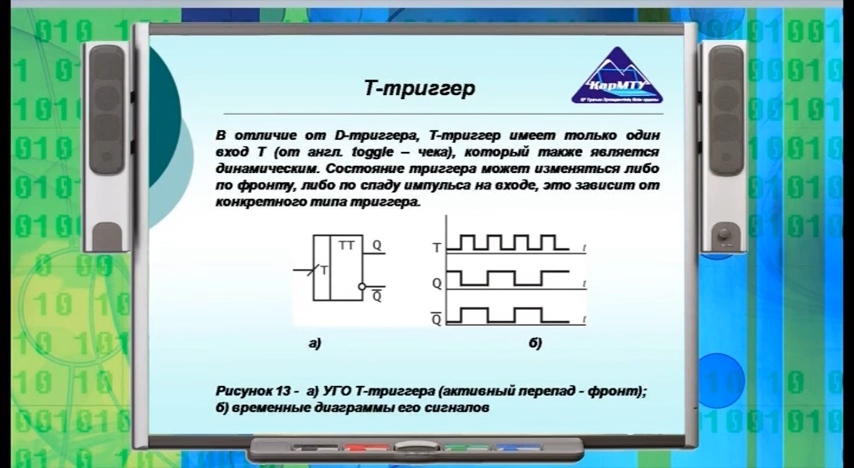 Т-триггер
"КарМТУ"
В отличие от D-триггера, Т-триггер имеет только один
вход Т (от англ. toggle – чека), который также является
динамическим. Состояние триггера может изменяться либо
по фронту, либо по спаду импульса на входе, это зависит от
конкретного типа триггера.
T TT Q
Q̅
T t
Q t
Q̅ t
а) б)
Рисунок 13 - а) УГО Т-триггера (активный перепад - фронт);
б) временные диаграммы его сигналов